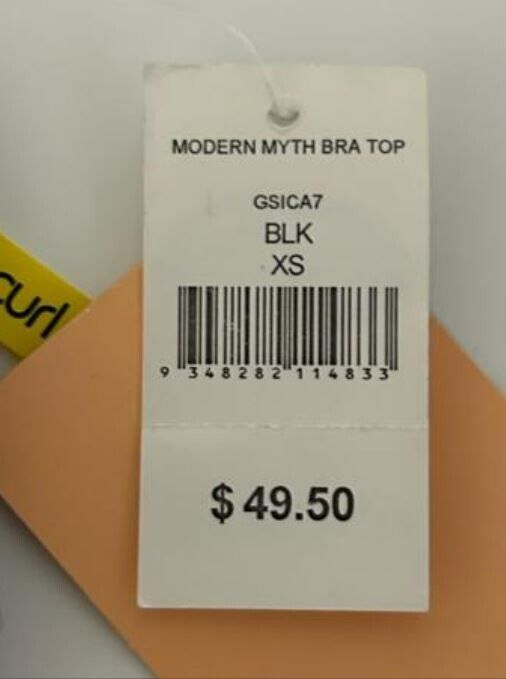 MODERN MYTH BRA TOP
GSICA7
BLK
XS
9 348282 114833
curl
$ 49.50